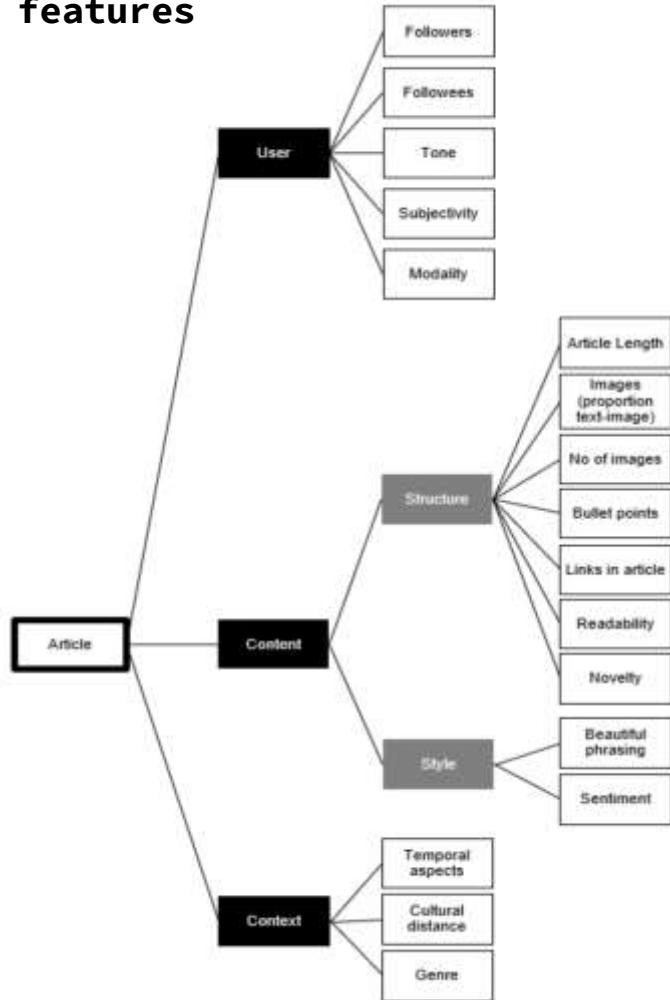 features
Followers
Followees
Tone
Subjectivity
Modality
User
Article Length
Images
(proportion
text-image)
No of images
Bullet points
Links in article
Readability
Novelty
Structure
Article
Content
Beautiful
phrasing
Sentiment
Style
Temporal
aspects
Cultural
distance
Genre
Context